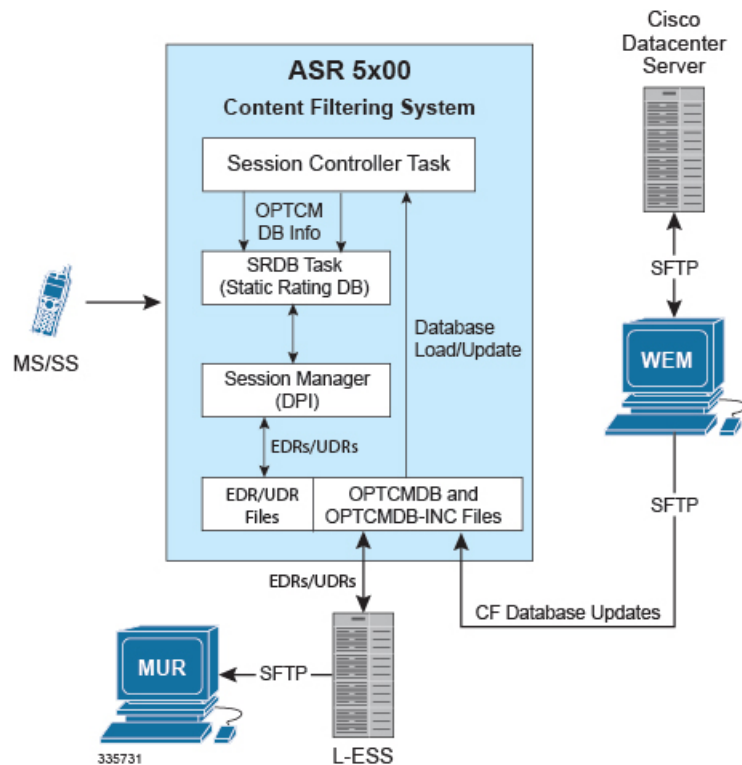 Cisco
Datacenter
Server
ASR 5x00
Content Filtering System
Session Controller Task
OPTCM
DB Info
SRDB Task
(Static Rating DB)
Database
Load/Update
Session Manager
(DPI)
EDRs/UDRs
EDR/UDR
Files
OPTCMDB and
OPTCMDB-INC Files
MS/SS
SFTP
WEM
SFTP
EDRs/UDRs
CF Database Updates
MUR
SFTP
L-ESS
335731